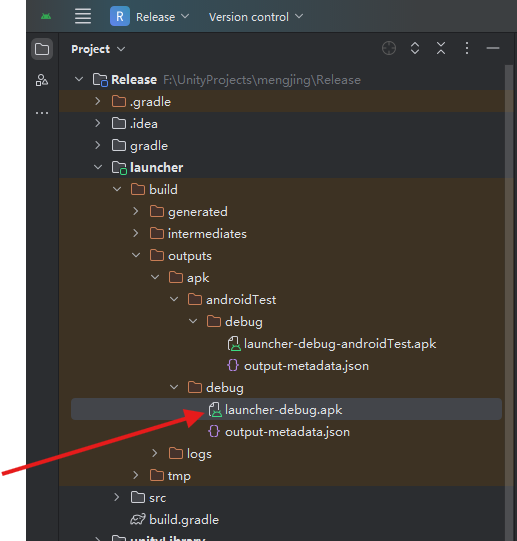 R Release Version control
Project
Release F:\UnityProjects\mengjing\Release
.gradle
.idea
gradle
launcher
build
generated
intermediates
outputs
apk
androidTest
debug
launcher-debug-androidTest.apk
{} output-metadata.json
debug
launcher-debug.apk
{} output-metadata.json
logs
tmp
src
build.gradle
unityLibrary